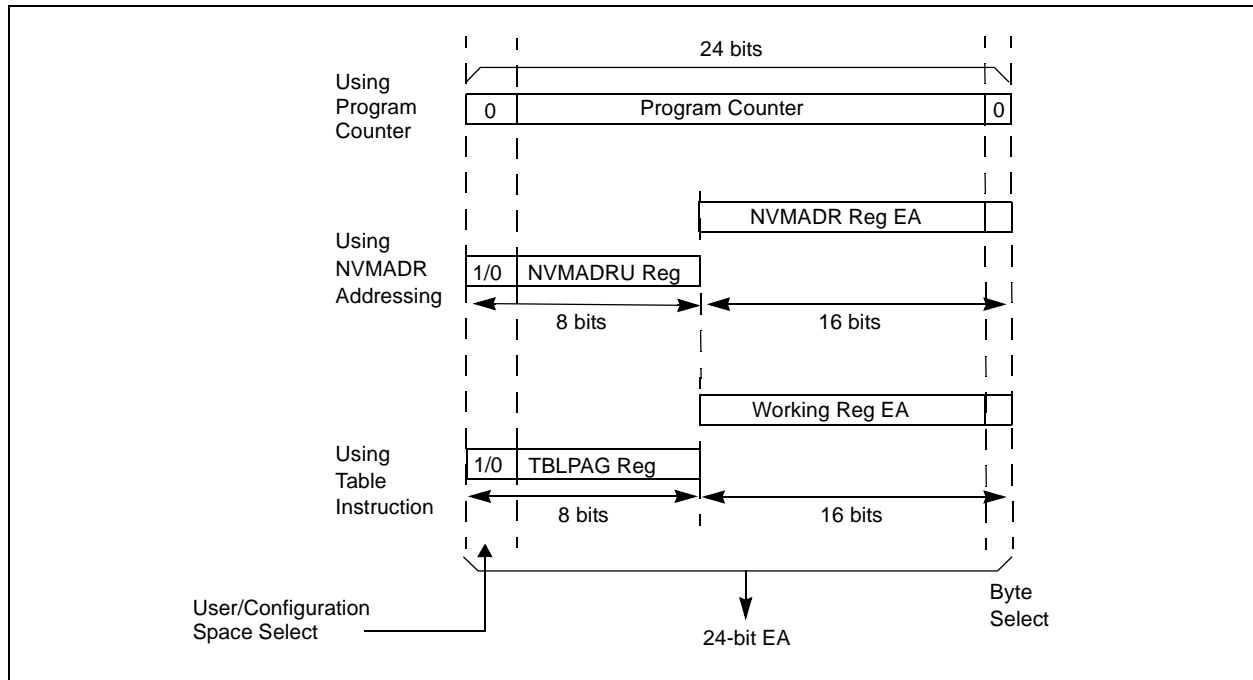 24 bits
Using
Program
Counter
0
Program Counter
0
NVMADR Reg EA
Using
NVMADR
Addressing
1/0
NVMADRU Reg
8 bits
16 bits
Working Reg EA
Using
Table
Instruction
1/0
TBLPAG Reg
8 bits
16 bits
User/Configuration
Space Select
24-bit EA
Byte
Select